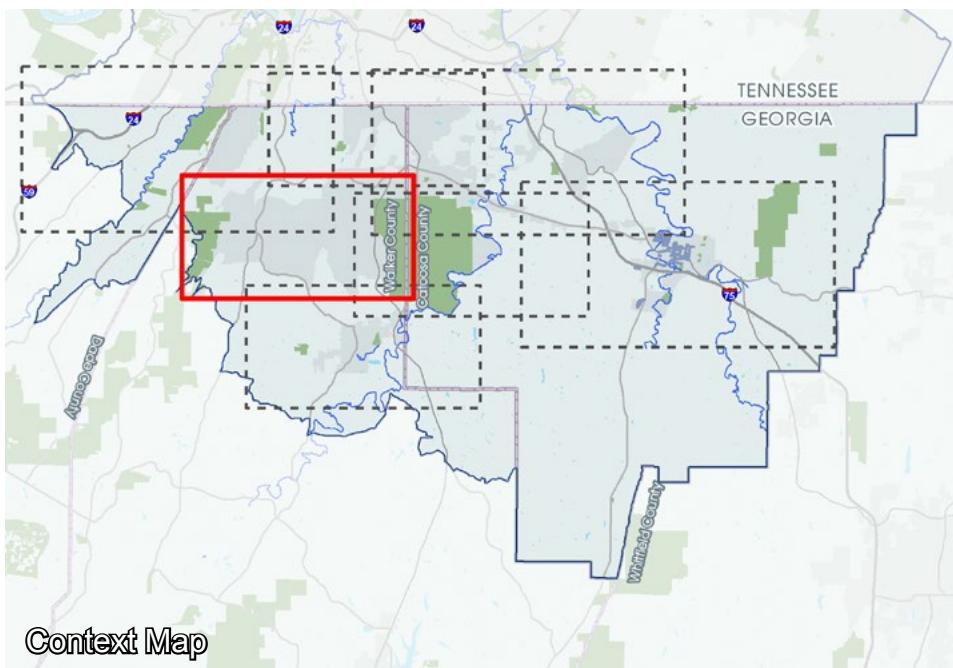 24
24
TENNESSEE
24
GEORGIA
59
Walker County
Catoosa County
75
Dade County
Whitfield County
Context Map